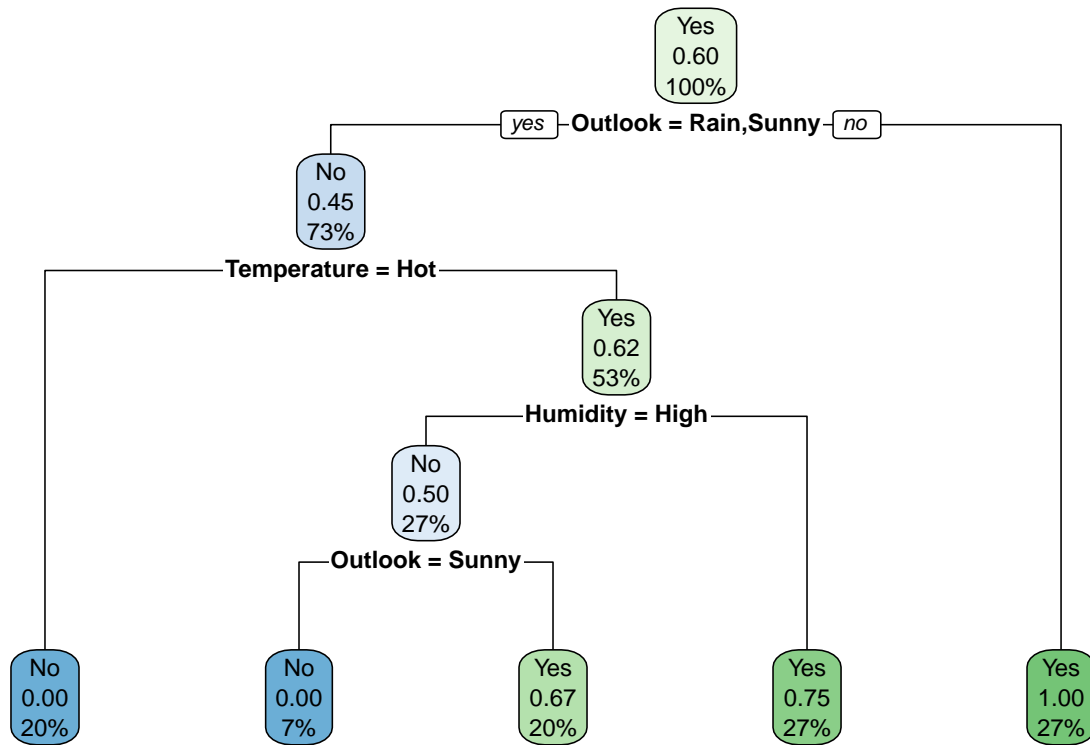 Yes
0.60
100%
yes Outlook = Rain,Sunny no
No
0.45
73%
Temperature = Hot
Yes
0.62
53%
Humidity = High
No
0.50
27%
Outlook = Sunny
No
0.00
20%
No
0.00
7%
Yes
0.67
20%
Yes
0.75
27%
Yes
1.00
27%